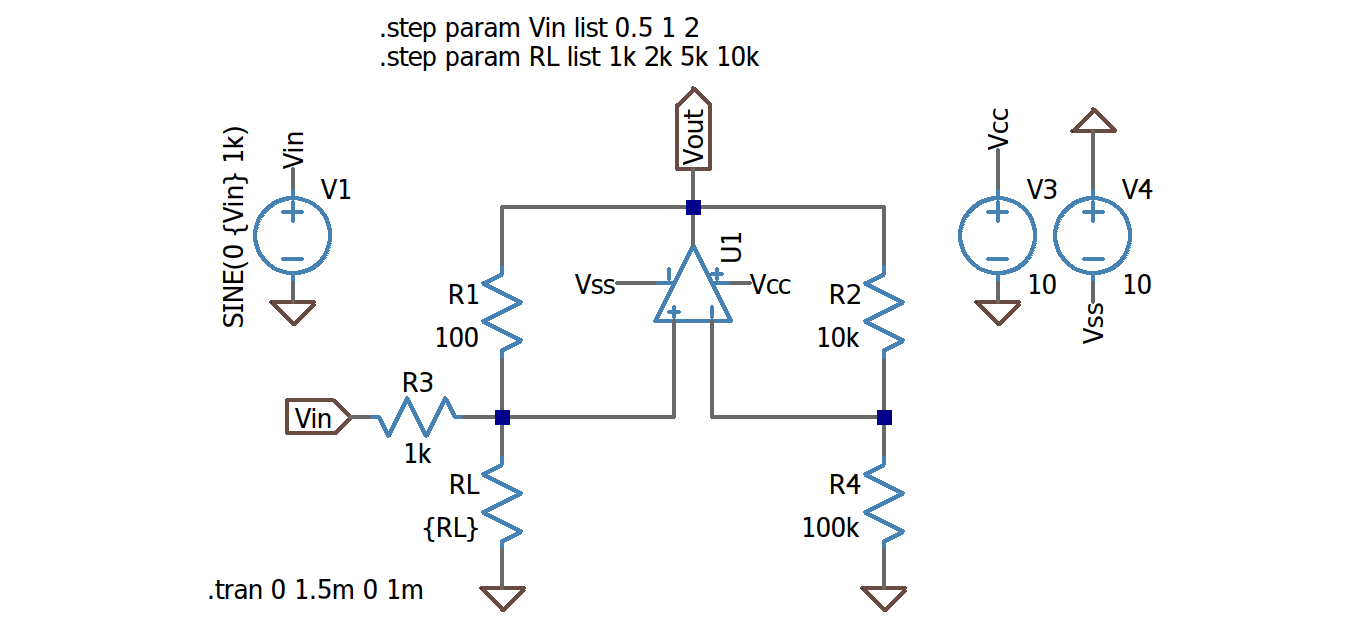 .step param Vin list 0.5 1 2
.step param RL list 1k 2k 5k 10k
Vout
SINE(0 {Vin} 1k)
Vin
V1
Vcc
V3
10
V4
10
Vss
U1
Vss
Vcc
R1
100
R2
10k
Vin
R3
1k
RL
{RL}
R4
100k
.tran 0 1.5m 0 1m